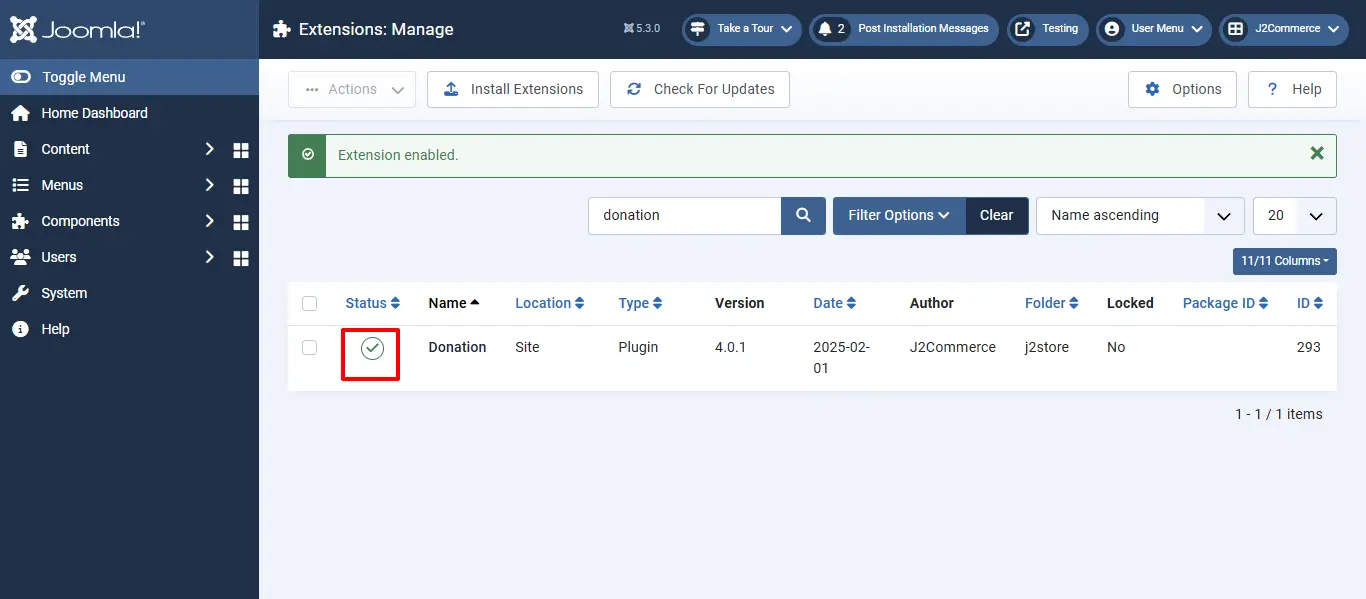 Joomla!®
Extensions: Manage
5.3.0
Take a Tour
2
Post Installation Messages
Testing
User Menu
J2Commerce
Toggle Menu
Home Dashboard
Content
Menus
Components
Users
System
Help
Actions
Install Extensions
Check For Updates
Options
? Help
Extension enabled.
donation
Filter Options
Clear
Name ascending
20
11/11 Columns
Status Name Location Type Version Date Author Folder Locked Package ID ID
Donation Site Plugin 4.0.1 2025-02- J2Commerce j2store No 293
01
1 - 1 / 1 items